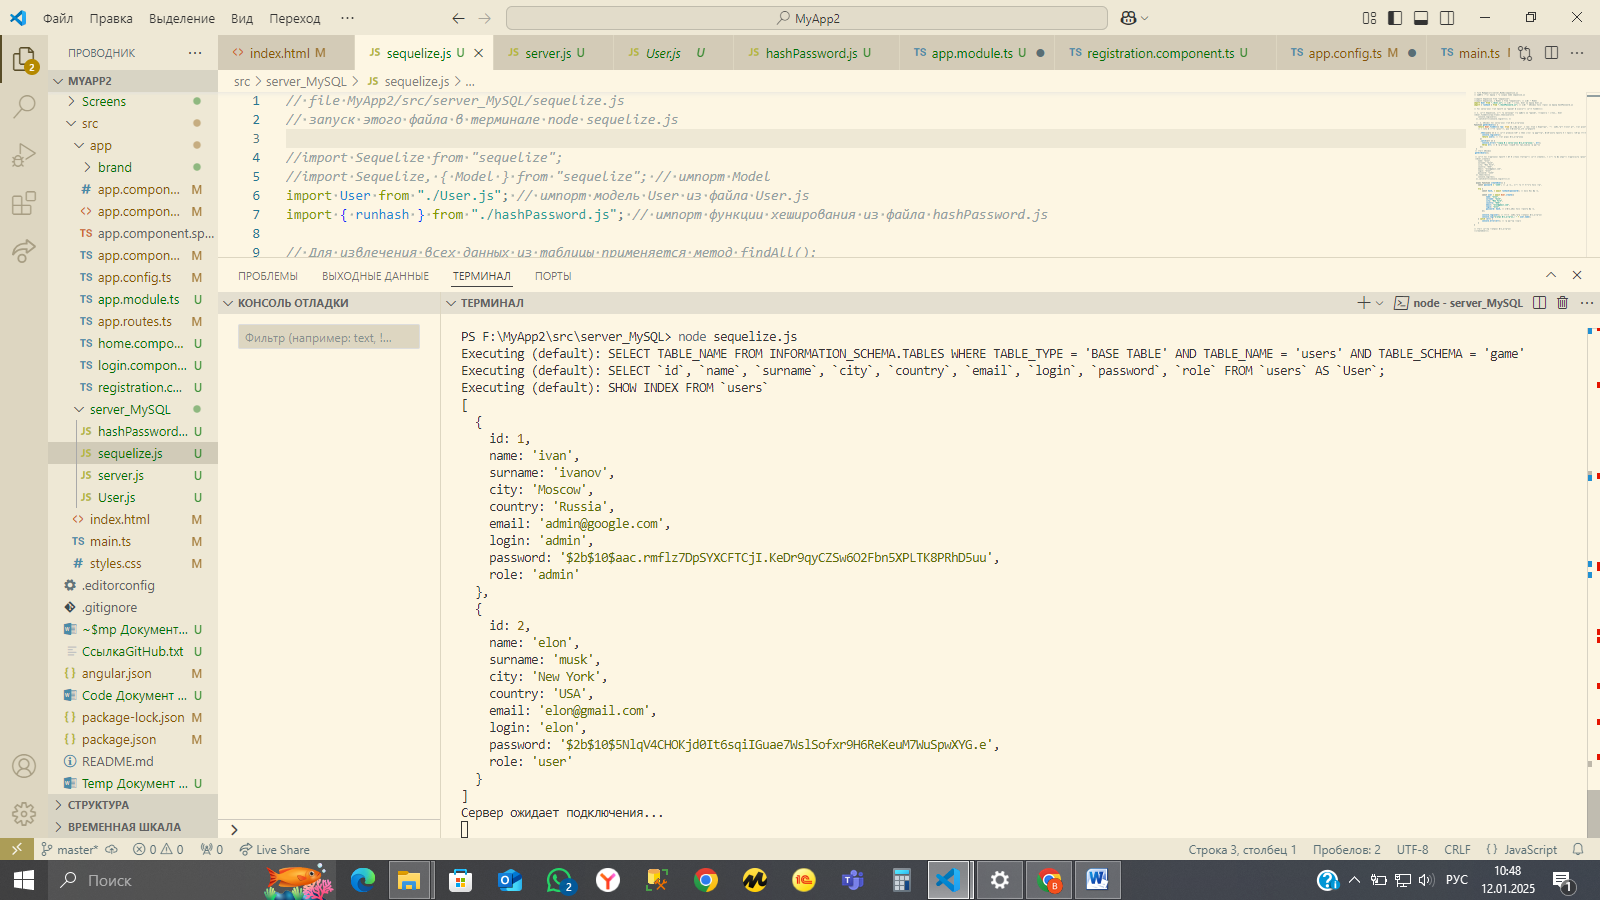 Файл Правка Выделение Вид Переход ··· MyApp2
ПРОВОДНИК ···
index.html M
sequelize.js U
server.js U
User.js U
hashPassword.js U
app.module.ts U
registration.component.ts U
app.config.ts M
main.ts
MYAPP2
Screens
src
app
brand
app.compon... M
app.compon... M
app.component.sp...
app.compon... M
app.config.ts M
app.module.ts U
app.routes.ts M
home.compo... U
login.compon... U
registration.c... U
server_MySQL
hashPassword... U
sequelize.js U
server.js U
User.js U
index.html M
main.ts M
styles.css M
.editorconfig
.gitignore
~$mp Документ... U
СсылкаGitHub.txt U
angular.json M
Code Документ ... U
package-lock.json M
package.json M
README.md
Temp Документ ... U
СТРУКТУРА
ВРЕМЕННАЯ ШКАЛА
src > server_MySQL > JS sequelize.js > ...
1 // file MyApp2/src/server_MySQL/sequelize.js
2 // запуск этого файла в терминале node sequelize.js
3
4 //import Sequelize from "sequelize";
5 //import Sequelize, { Model } from "sequelize"; // импорт Model
6 import User from "./User.js"; // импорт модель User из файла User.js
7 import { runhash } from "./hashPassword.js"; // импорт функции хеширования из файла hashPassword.js
8
9 // Для извлечения всех данных из таблицы применяется метод findAll():
ПРОБЛЕМЫ ВЫХОДНЫЕ ДАННЫЕ ТЕРМИНАЛ ПОРТЫ
КОНСОЛЬ ОТЛАДКИ
Фильтр (например: text, !...
ТЕРМИНАЛ
node - server_MySQL
PS F:\MyApp2\src\server_MySQL> node sequelize.js
Executing (default): SELECT TABLE_NAME FROM INFORMATION_SCHEMA.TABLES WHERE TABLE_TYPE = 'BASE TABLE' AND TABLE_NAME = 'users' AND TABLE_SCHEMA = 'game'
Executing (default): SELECT `id`, `name`, `surname`, `city`, `country`, `email`, `login`, `password`, `role` FROM `users` AS `User`;
Executing (default): SHOW INDEX FROM `users`
[
{
id: 1,
name: 'ivan',
surname: 'ivanov',
city: 'Moscow',
country: 'Russia',
email: 'admin@google.com',
login: 'admin',
password: '$2b$10$aac.rmflz7DpSYXCFTCjI.KeDr9qyCZSw6O2Fbn5XPLTK8PRhD5uu',
role: 'admin'
},
{
id: 2,
name: 'elon',
surname: 'musk',
city: 'New York',
country: 'USA',
email: 'elon@gmail.com',
login: 'elon',
password: '$2b$10$5NlqV4CHOKjd0It6sqiIGuae7WslSofxr9H6ReKeuM7WuSpwXYG.e',
role: 'user'
}
]
Сервер ожидает подключения...
master* 0 0 0 Live Share
Строка 3, столбец 1 Пробелов: 2 UTF-8 CRLF { } JavaScript
Поиск
РУС
10:48
12.01.2025